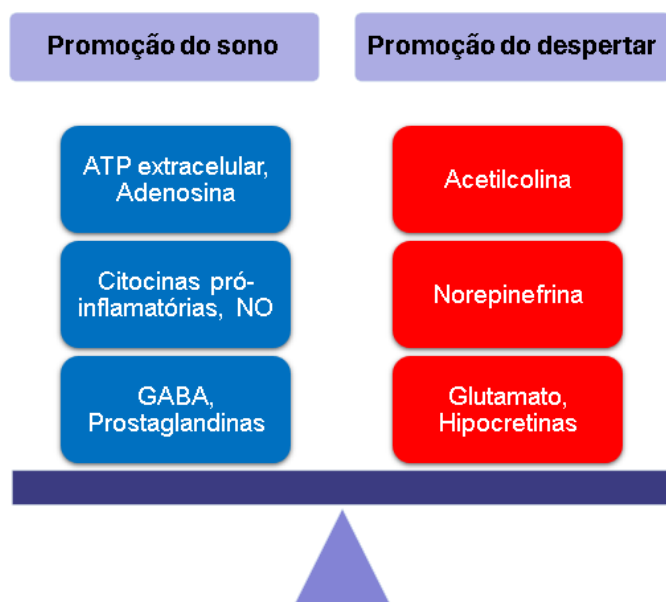 Promoção do sono
Promoção do despertar
ATP extracelular,
Adenosina
Acetilcolina
Citocinas pró-
inflamatórias, NO
Norepinefrina
GABA,
Prostaglandinas
Glutamato,
Hipocretinas